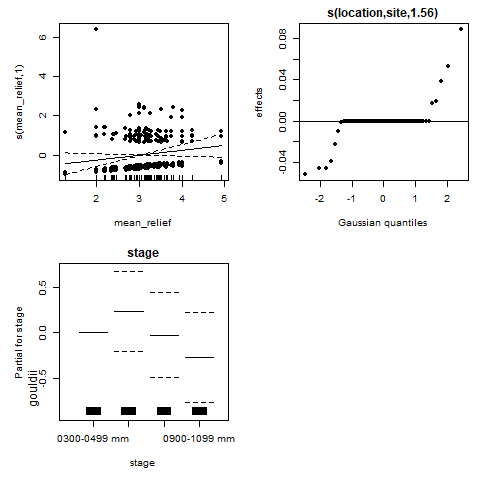 s(location,site,1.56)
s(mean_relief,1)
6
4
2
0
2
3
4
5
mean_relief
effects
0.08
0.04
0.00
-0.04
-2
-1
0
1
2
Gaussian quantiles
stage
Partial for stage
gouldii
0.5
0.0
-0.5
0300-0499 mm
0900-1099 mm
stage